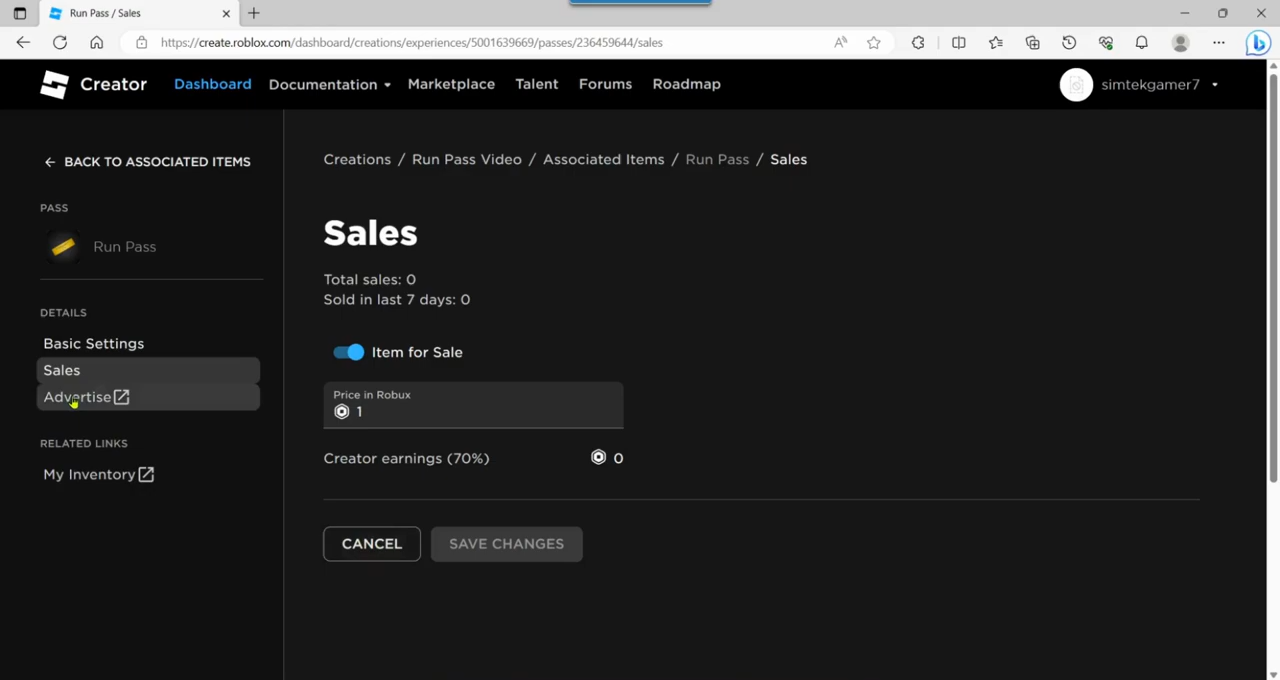 Run Pass / Sales
https://create.roblox.com/dashboard/creations/experiences/5001639669/passes/236459644/sales
Creator Dashboard Documentation Marketplace Talent Forums Roadmap simtekgamer7
BACK TO ASSOCIATED ITEMS
Creations / Run Pass Video / Associated Items / Run Pass / Sales
PASS
Run Pass
DETAILS
Basic Settings
Sales
Advertise
RELATED LINKS
My Inventory
Sales
Total sales: 0
Sold in last 7 days: 0
Item for Sale
Price in Robux
1
Creator earnings (70%) 0
CANCEL SAVE CHANGES